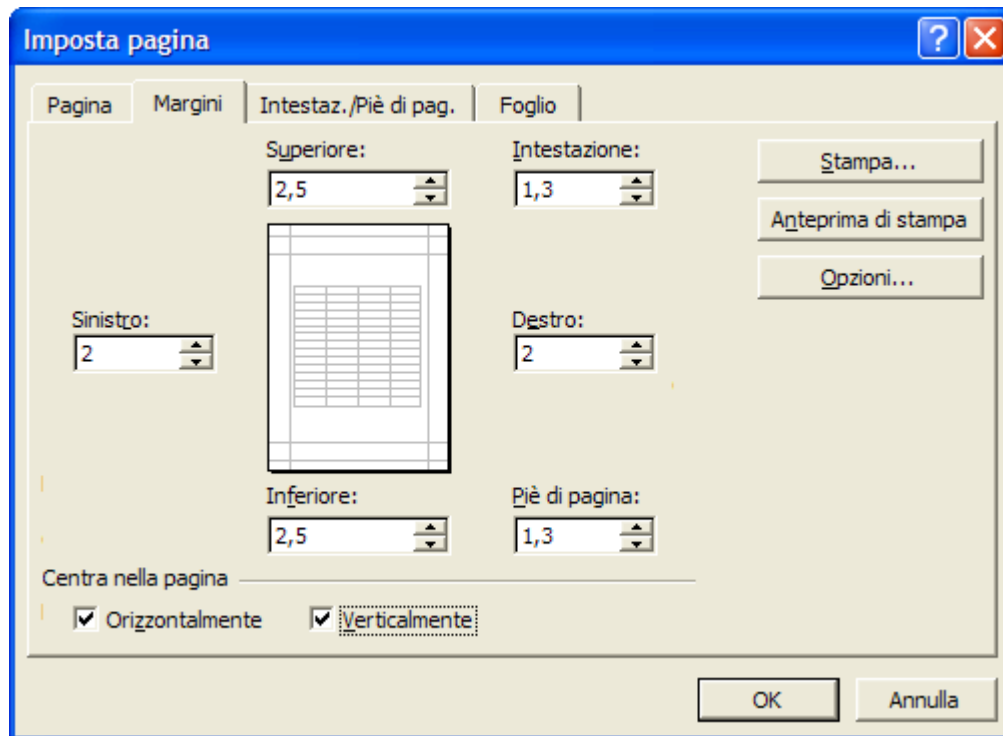 Imposta pagina
Pagina Margini Intestaz./Piè di pag. Foglio
Superiore: Intestazione:
2,5 1,3
Stampa...
Anteprima di stampa
Opzioni...
Sinistro: Destro:
2 2
Inferiore: Piè di pagina:
2,5 1,3
Centra nella pagina
Orizzontalmente Verticalmente
OK Annulla